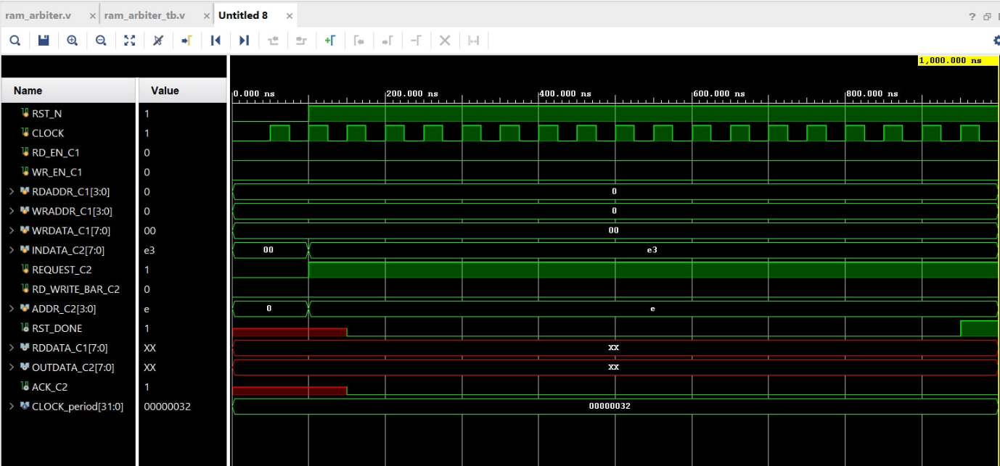 ram_arbiter.v × ram_arbiter_tb.v × Untitled 8 ×
?
1,000.000 ns
Name Value
0.000 ns 200.000 ns 400.000 ns 600.000 ns 800.000 ns
RST_N 1
CLOCK 1
RD_EN_C1 0
WR_EN_C1 0
RDADDR_C1[3:0] 0 0
WRADDR_C1[3:0] 0 0
WRDATA_C1[7:0] 00 00
INDATA_C2[7:0] e3 00 e3
REQUEST_C2 1
RD_WRITE_BAR_C2 0
ADDR_C2[3:0] e 0 e
RST_DONE 1
RDDATA_C1[7:0] XX XX
OUTDATA_C2[7:0] XX XX
ACK_C2 1
CLOCK_period[31:0] 00000032 00000032